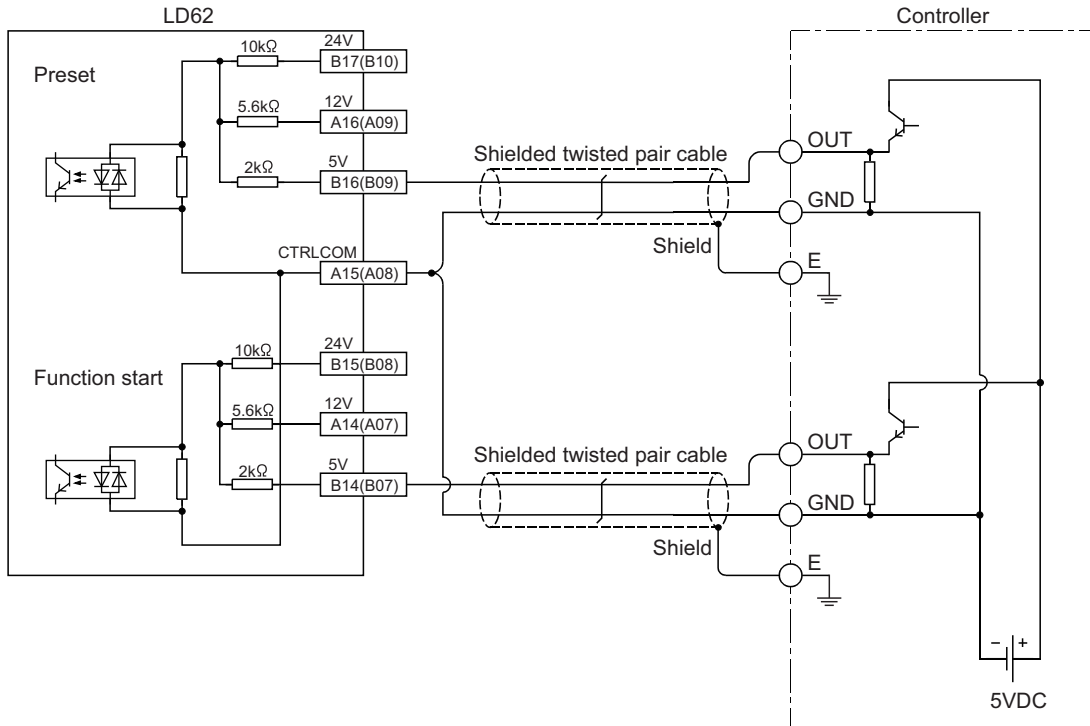 LD62
Controller
Preset
10kΩ
24V
B17(B10)
5.6kΩ
12V
A16(A09)
2kΩ
5V
B16(B09)
Shielded twisted pair cable
OUT
GND
Shield
E
CTRLCOM
A15(A08)
Function start
10kΩ
24V
B15(B08)
5.6kΩ
12V
A14(A07)
2kΩ
5V
B14(B07)
Shielded twisted pair cable
OUT
GND
Shield
E
− +
5VDC